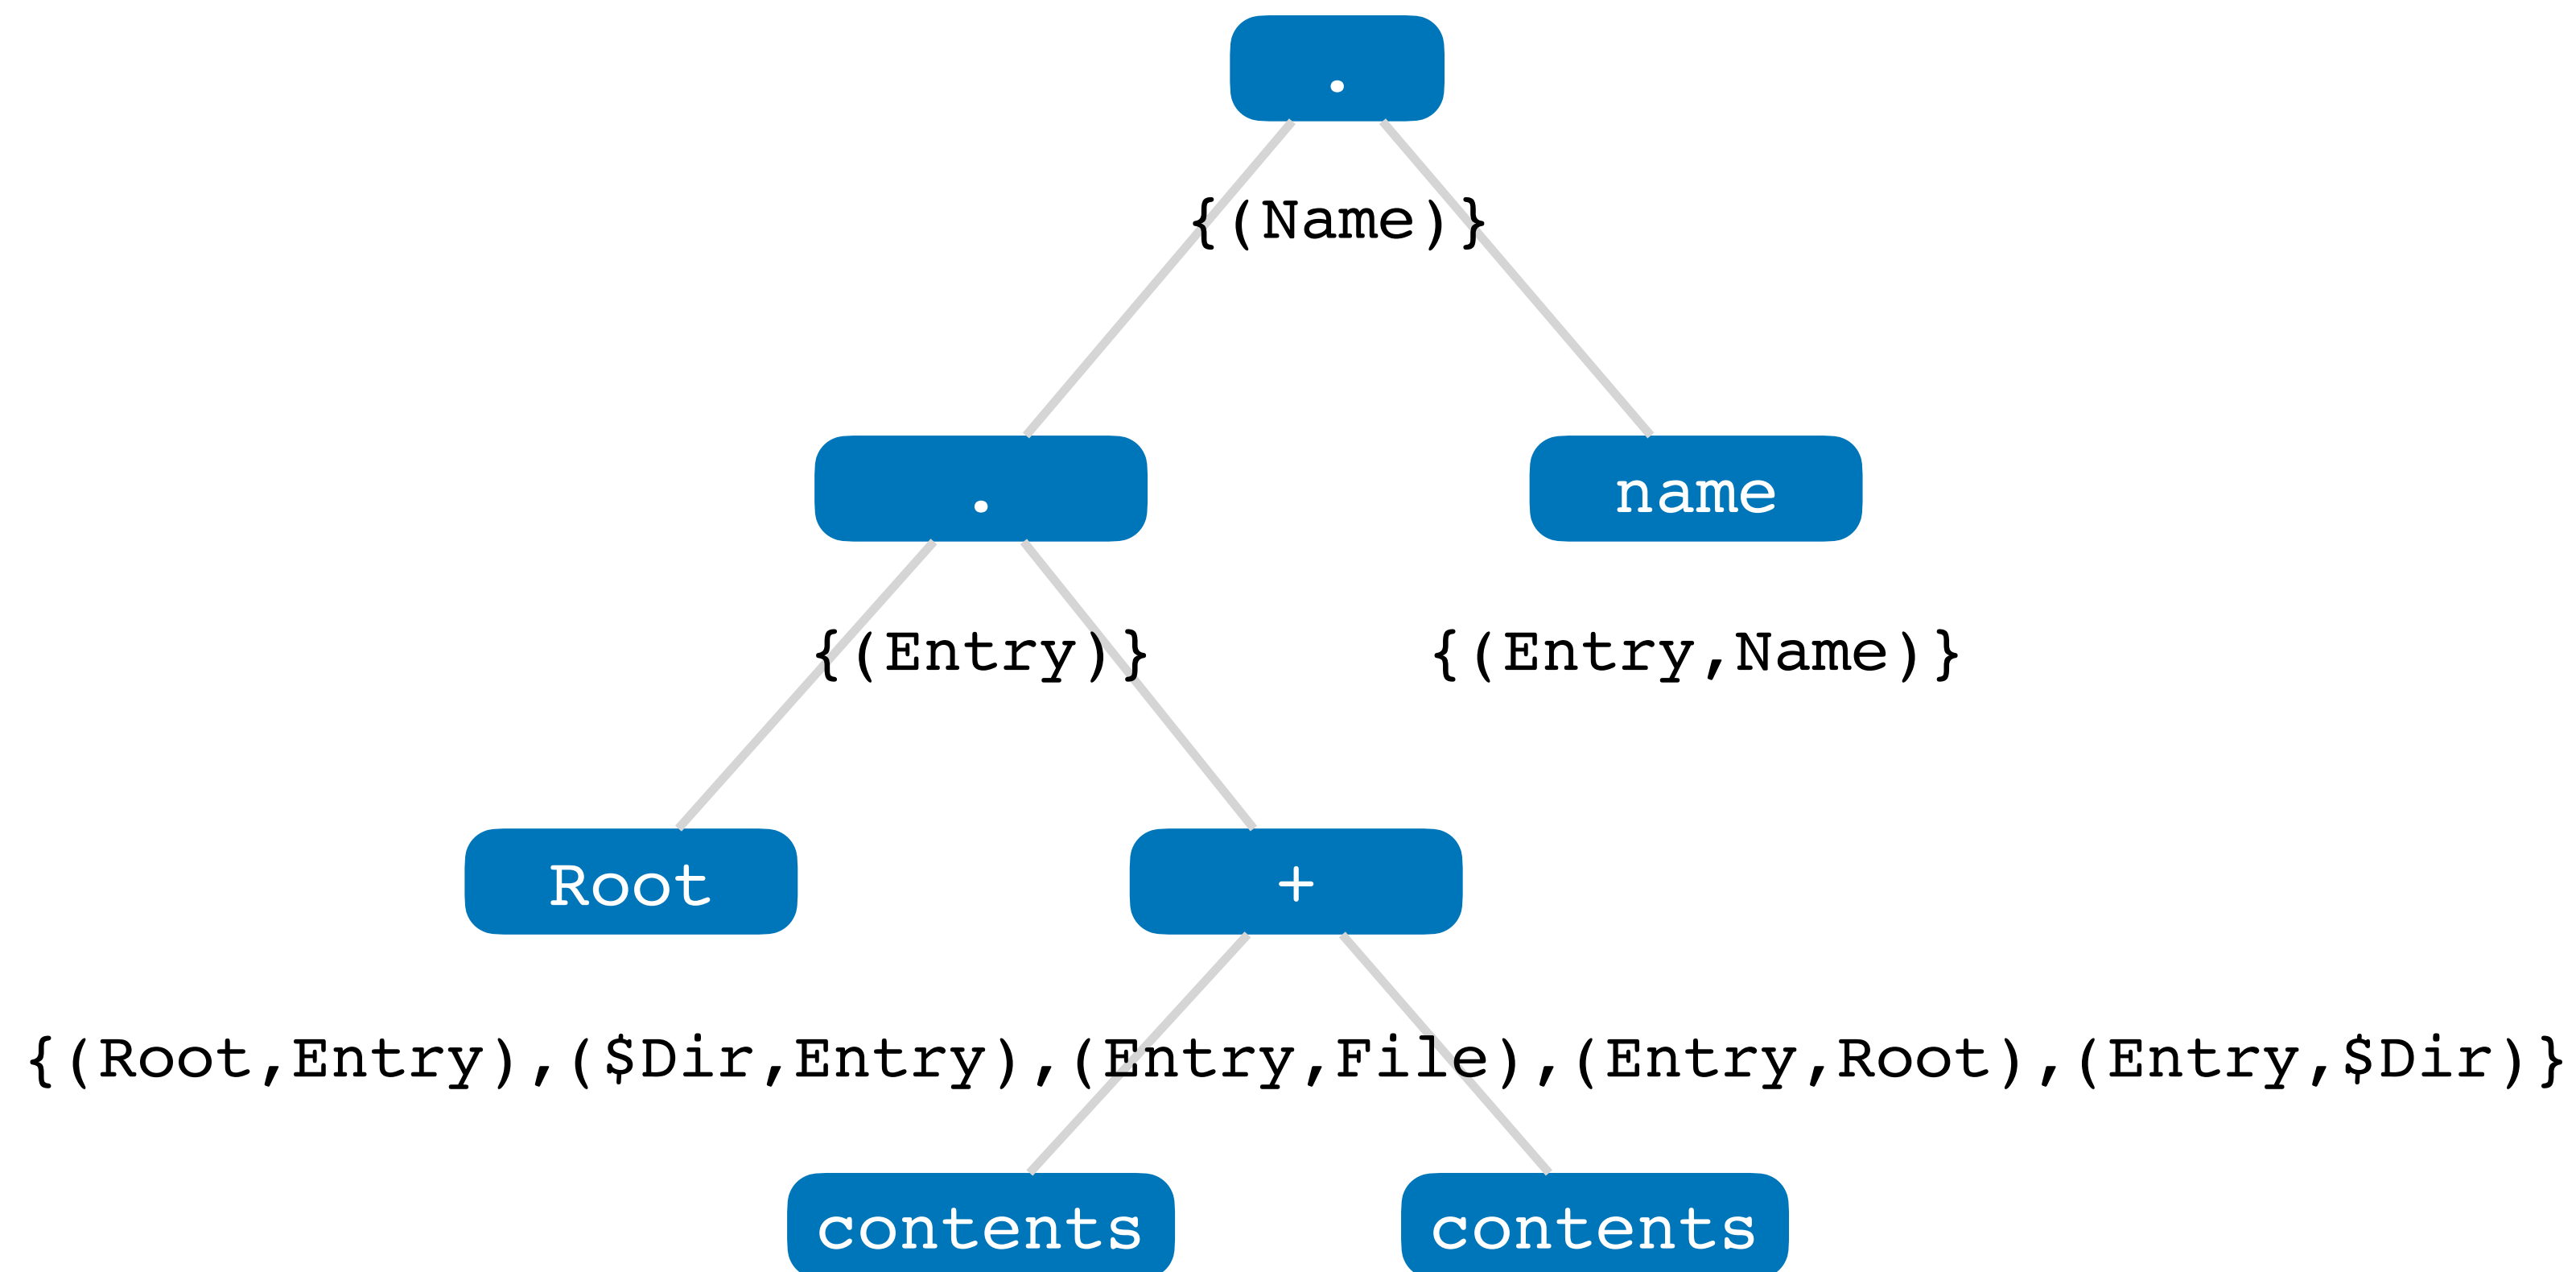 .
{(Name)}
.
name
{(Entry)}
{(Entry,Name)}
Root
+
{(Root,Entry),($Dir,Entry),(Entry,File),(Entry,Root),(Entry,$Dir)}
contents
contents